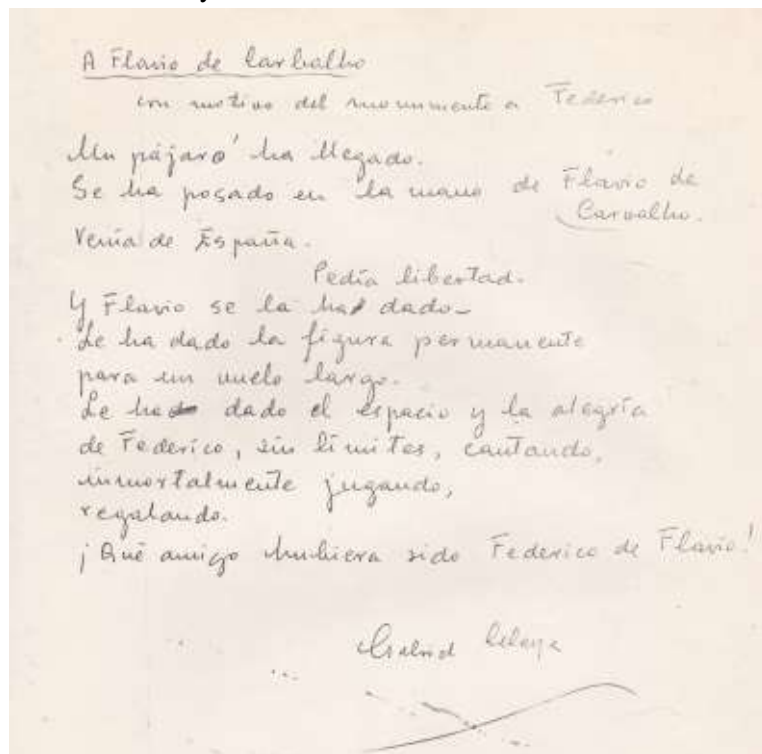 A Flavio de Carbalho
con motivo del monumento a Federico
Un pájaro ha llegado.
Se ha posado en la mano de Flavio de
Carvalho.
Venía de España.
Pedía libertad.
Y Flavio se la ha dado.
Le ha dado la figura permanente
para un vuelo largo.
Le ha dado el espacio y la alegría
de Federico, sin límites, cantando,
inmortalmente jugando,
regalando.
¡Qué amigo hubiera sido Federico de Flavio!
Celaya